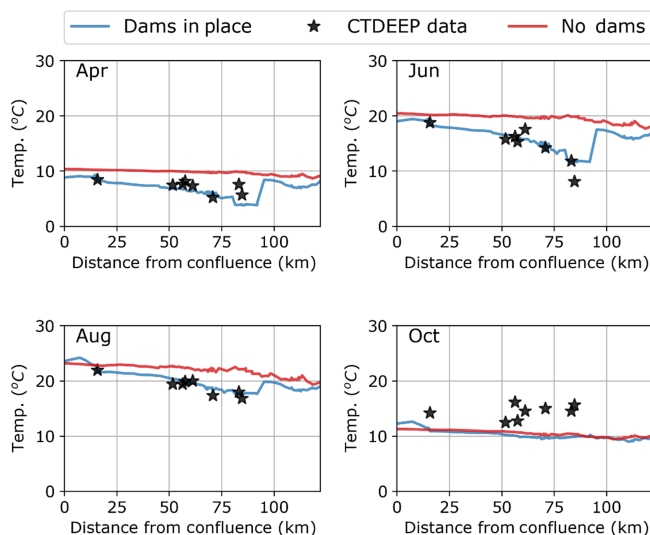 Dams in place CTDEEP data No dams
Apr
Temp. (°C)
30
20
10
0
0 25 50 75 100
Distance from confluence (km)
Jun
Temp. (°C)
30
20
10
0
0 25 50 75 100
Distance from confluence (km)
Aug
Temp. (°C)
30
20
10
0
0 25 50 75 100
Distance from confluence (km)
Oct
Temp. (°C)
30
20
10
0
0 25 50 75 100
Distance from confluence (km)